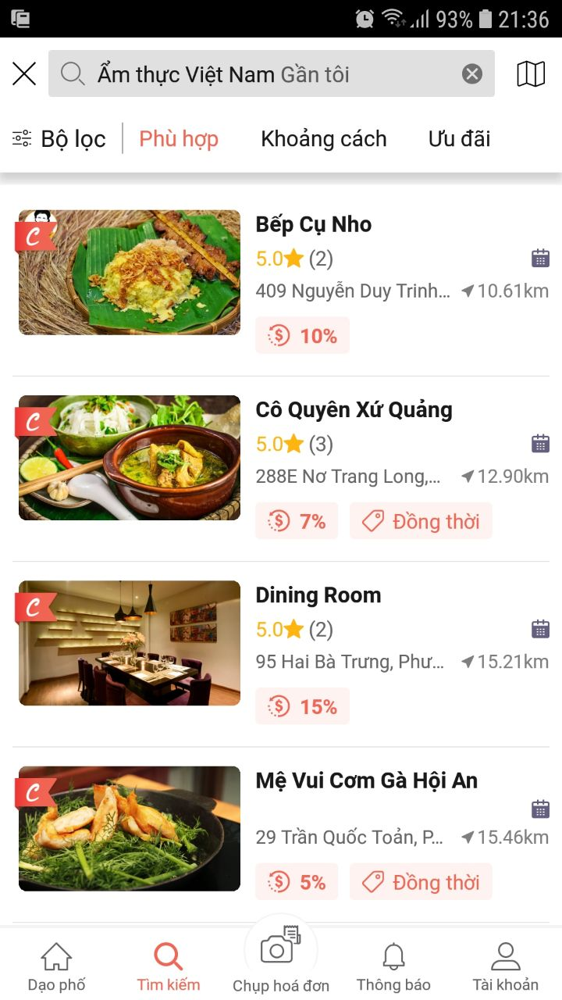 93% 21:36
Ẩm thực Việt Nam Gần tôi
Bộ lọc Phù hợp Khoảng cách Ưu đãi
C
Bếp Cụ Nho
5.0 (2)
409 Nguyễn Duy Trinh... 10.61km
$ 10%
C
Cô Quyên Xứ Quảng
5.0 (3)
288E Nơ Trang Long,... 12.90km
$ 7% Đồng thời
C
Dining Room
5.0 (2)
95 Hai Bà Trưng, Phư... 15.21km
$ 15%
C
Mệ Vui Cơm Gà Hội An
29 Trần Quốc Toản, P... 15.46km
$ 5% Đồng thời
Dạo phố Tìm kiếm Chụp hoá đơn Thông báo Tài khoản